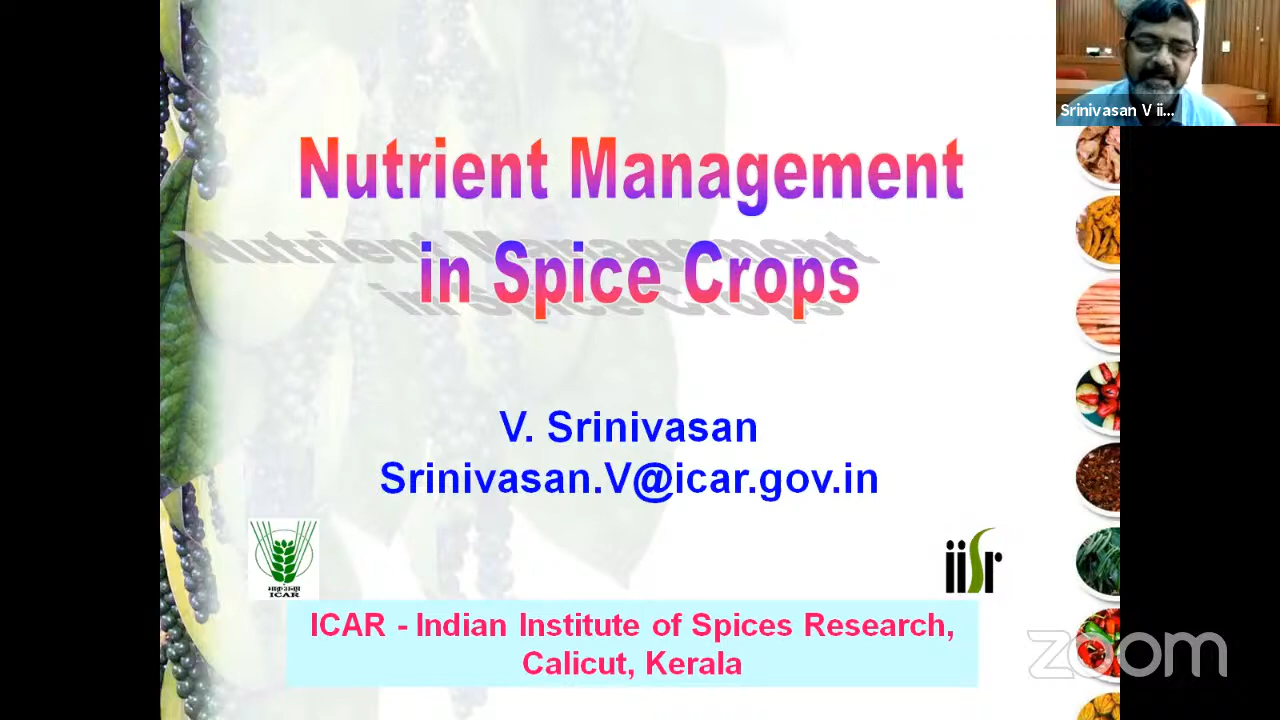 Srinivasan V ii...
Nutrient Management
in Spice Crops
V. Srinivasan
Srinivasan.V@icar.gov.in
ICAR
iisr
ICAR - Indian Institute of Spices Research,
Calicut, Kerala
zoom